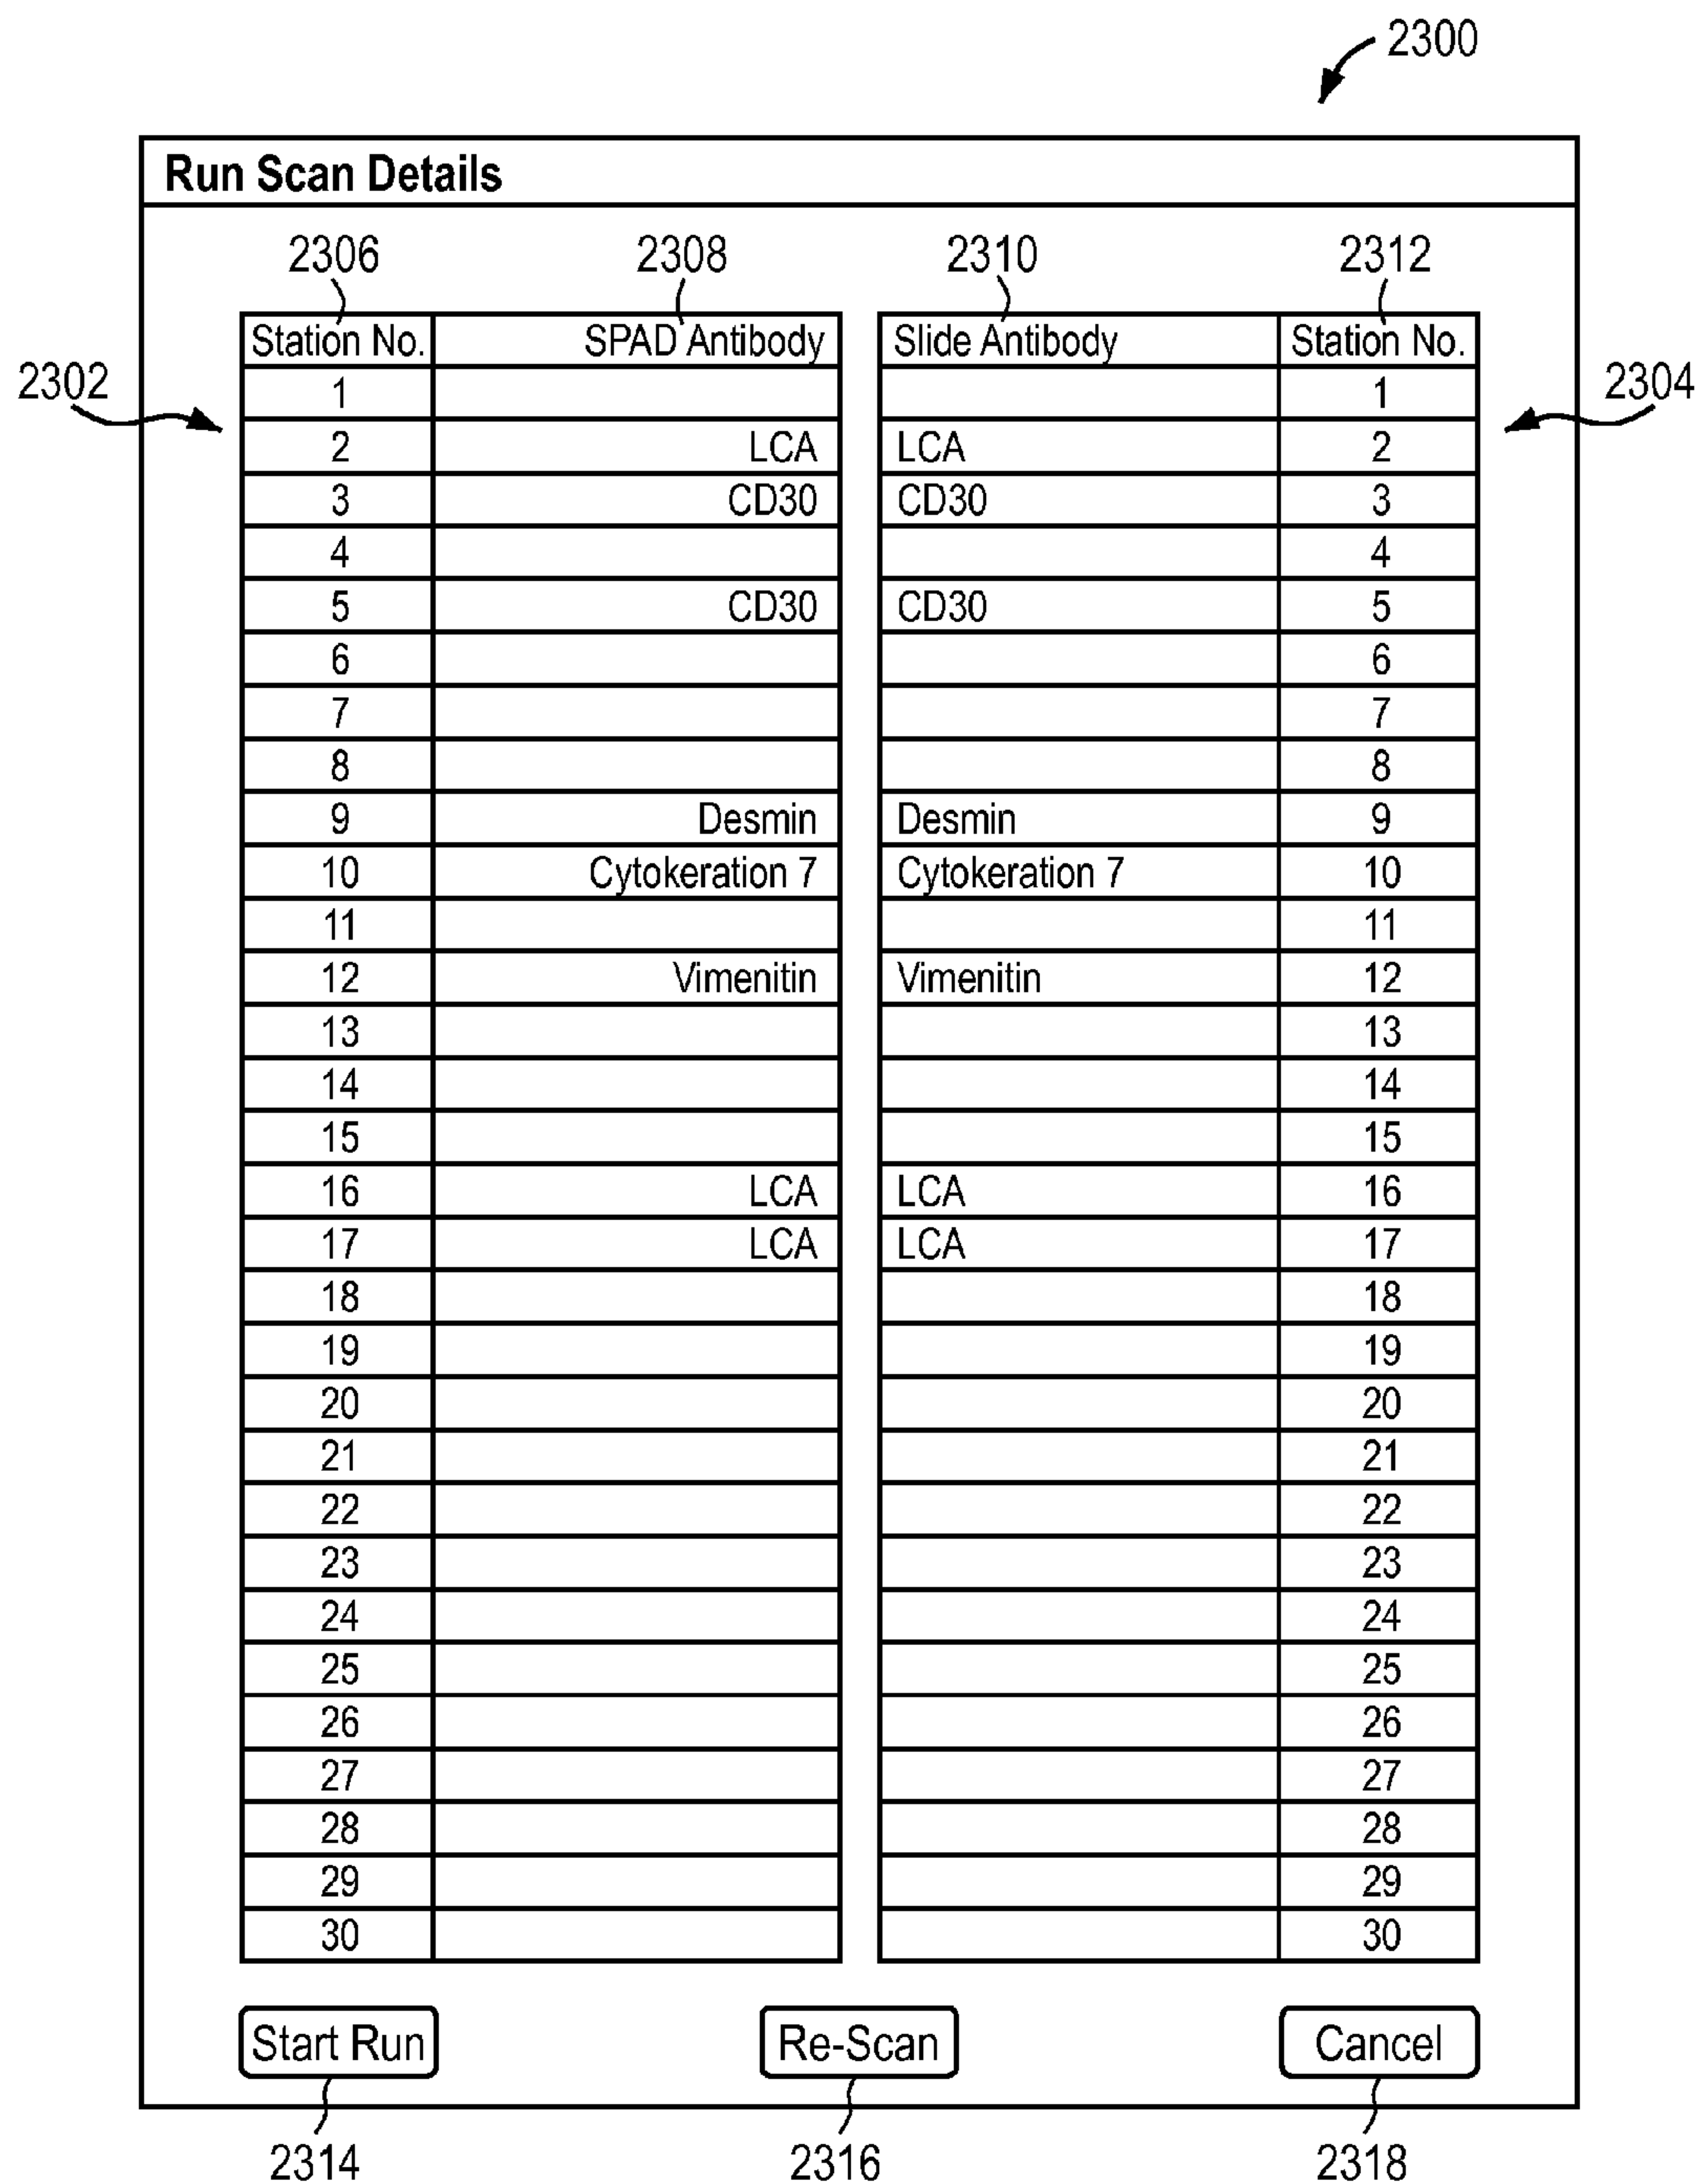 2300
Run Scan Details
2306 2308 2310 2312
Station No. SPAD Antibody Slide Antibody Station No.
2302 1 1 2304
2 LCA LCA 2
3 CD30 CD30 3
4 4
5 CD30 CD30 5
6 6
7 7
8 8
9 Desmin Desmin 9
10 Cytokeration 7 Cytokeration 7 10
11 11
12 Vimenitin Vimenitin 12
13 13
14 14
15 15
16 LCA LCA 16
17 LCA LCA 17
18 18
19 19
20 20
21 21
22 22
23 23
24 24
25 25
26 26
27 27
28 28
29 29
30 30
Start Run Re-Scan Cancel
2314 2316 2318